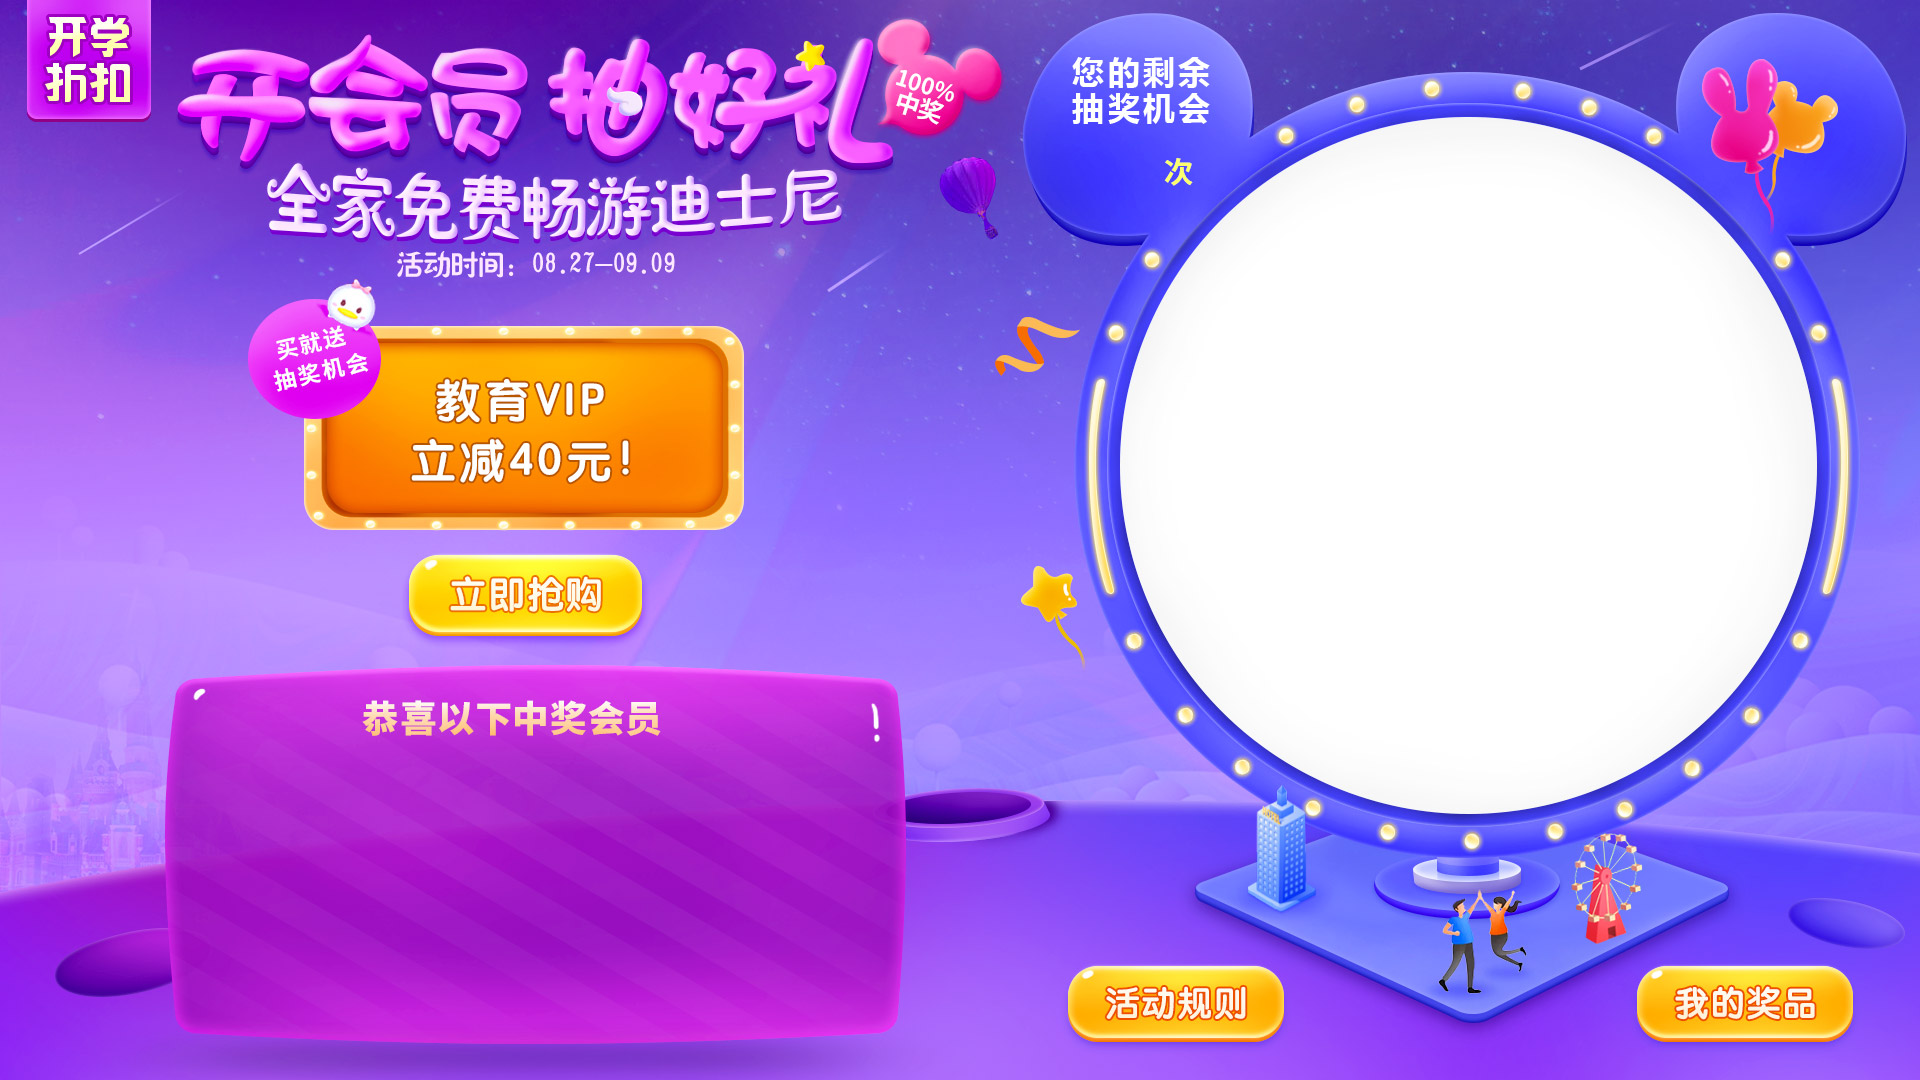 开学
折扣
开会员 抽好礼
100%
中奖
全家免费畅游迪士尼
活动时间：08.27—09.09
买就送
抽奖机会
教育VIP
立减40元！
立即抢购
恭喜以下中奖会员
您的剩余
抽奖机会
次
活动规则
我的奖品